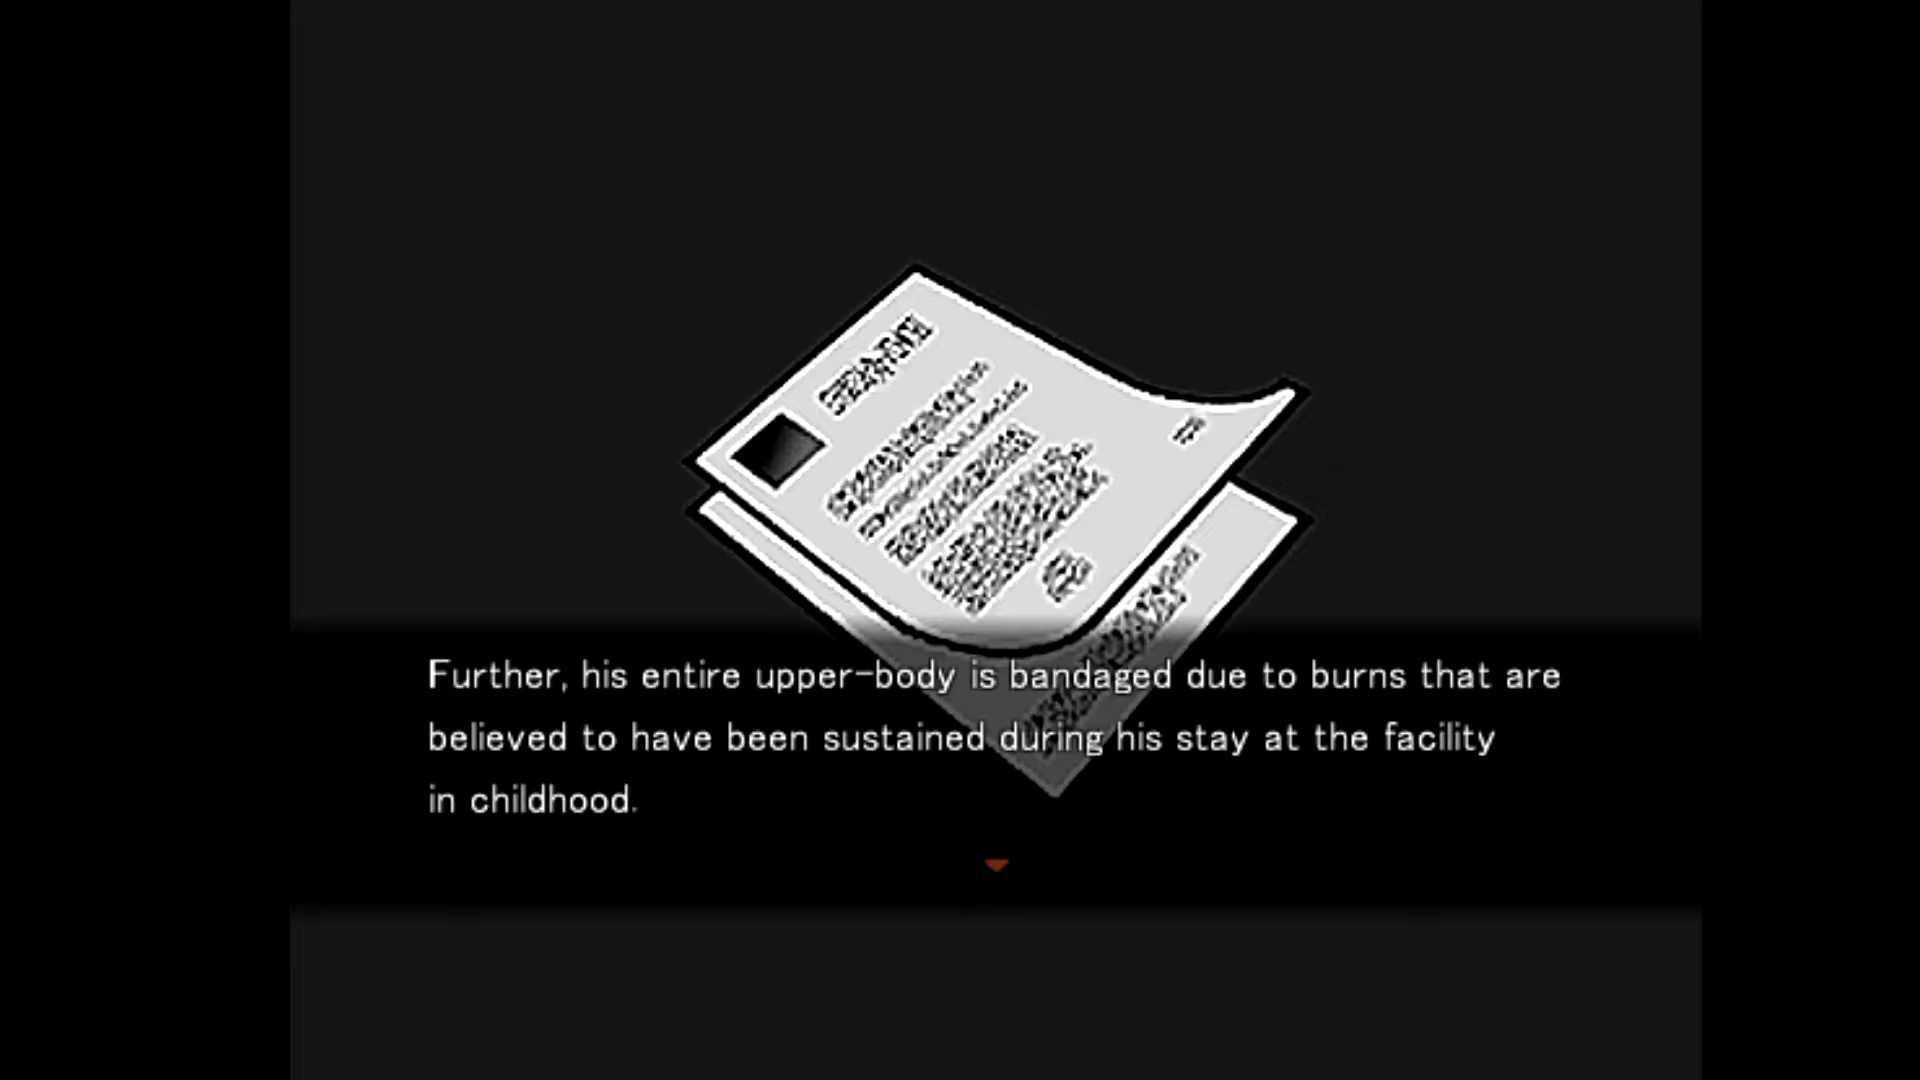 Further, his entire upper-body is bandaged due to burns that are
believed to have been sustained during his stay at the facility
in childhood.